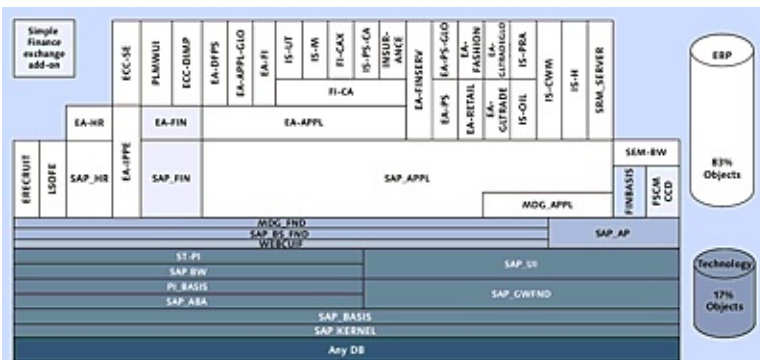 Simple
Finance
exchange
add-on
ECC-SE
PLMWUI
ECC-DIMP
EA-DFPS
EA-APPL-GLO
EA-FI
IS-UT
IS-M
FI-CAX
IS-PS-CA
INSUR-
ANCE
FI-CA
EA-FINSERV
EA-PS-GLO
EA-
FASHION
EA-
GLTRADEGLO
IS-PRA
EA-PS
EA-RETAIL
EA-
GLTRADE
IS-OIL
IS-CWM
IS-H
SRM_SERVER
ERP
83%
Objects
EA-HR
EA-IPPE
EA-FIN
EA-APPL
ERECRUIT
LSOFE
SAP_HR
SAP_FIN
SAP_APPL
MDG_APPL
SEM-BW
FINBASIS
FSCM
CCD
MDG_FND
SAP_BS_FND
WEBCUIF
SAP_AP
ST-PI
SAP BW
PI_BASIS
SAP_ABA
SAP_UI
SAP_GWFND
Technology
17%
Objects
SAP_BASIS
SAP KERNEL
Any DB